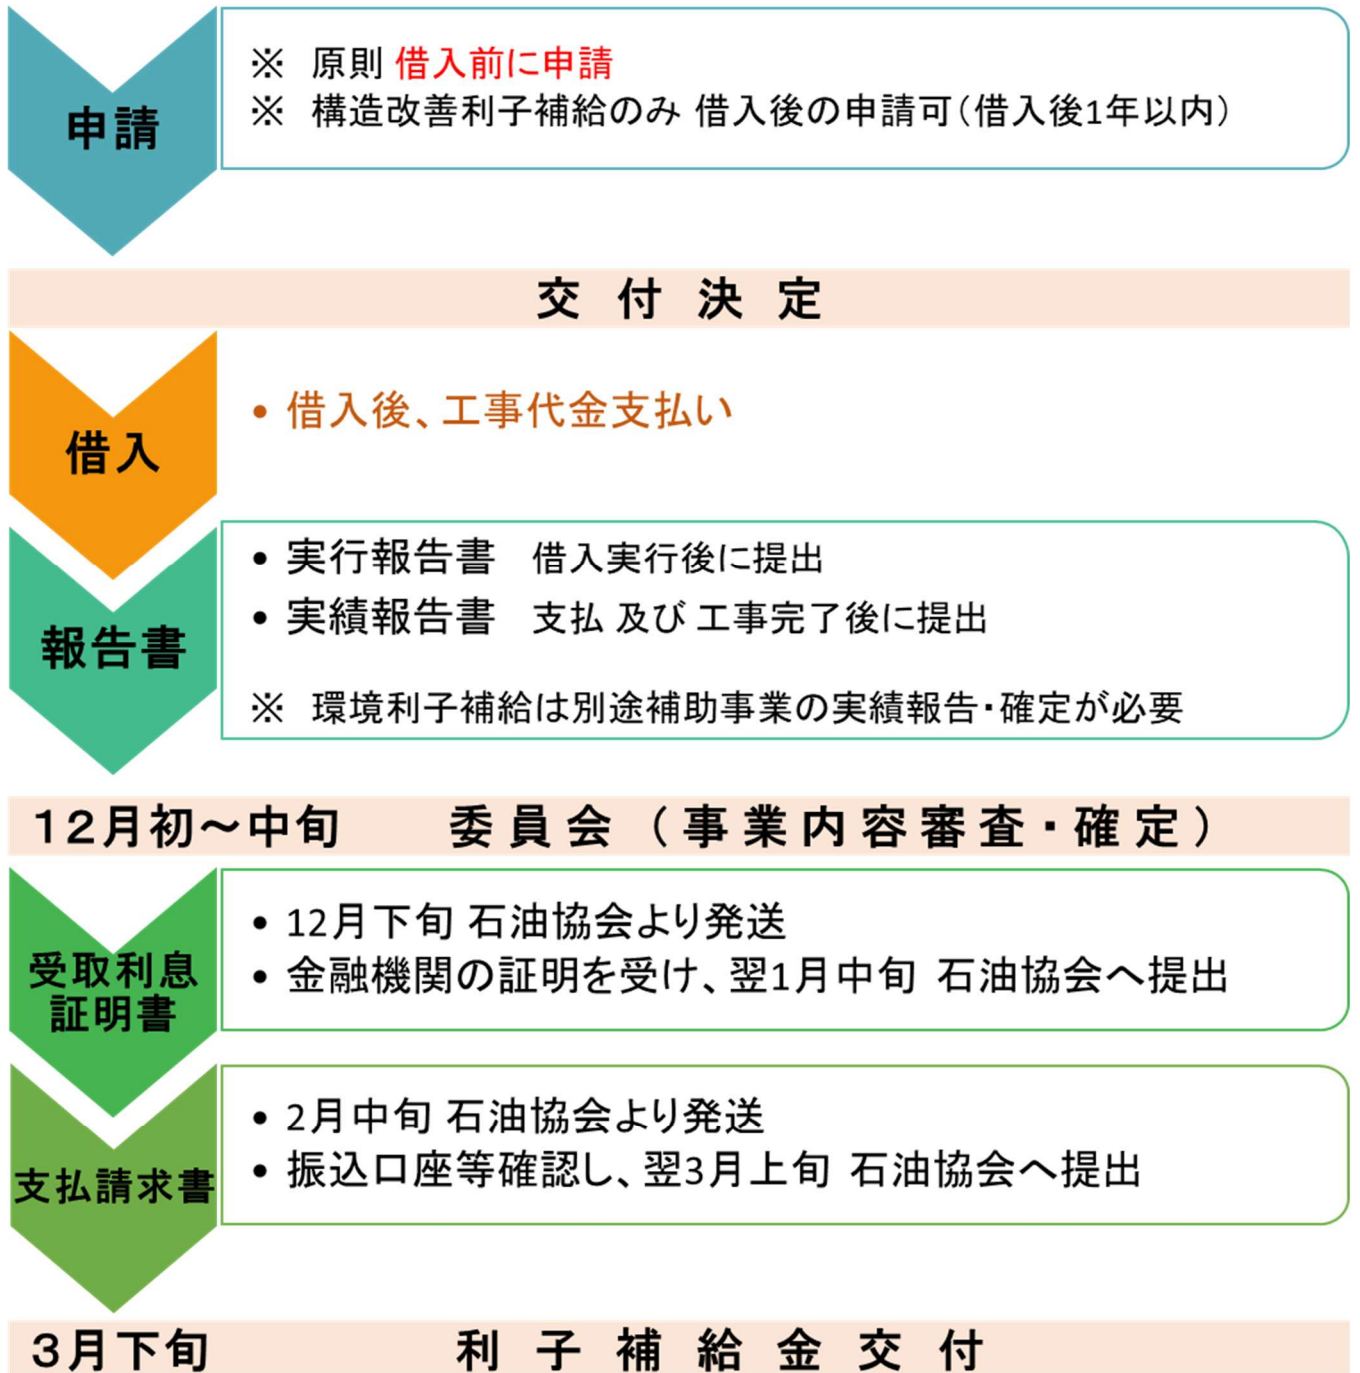 申請
※ 原則 借入前に申請
※ 構造改善利子補給のみ 借入後の申請可（借入後1年以内）
交付決定
借入
• 借入後、工事代金支払い
報告書
• 実行報告書　借入実行後に提出
• 実績報告書　支払 及び 工事完了後に提出
※ 環境利子補給は別途補助事業の実績報告・確定が必要
12月初～中旬　委員会（事業内容審査・確定）
受取利息
証明書
• 12月下旬 石油協会より発送
• 金融機関の証明を受け、翌1月中旬 石油協会へ提出
支払請求書
• 2月中旬 石油協会より発送
• 振込口座等確認し、翌3月上旬 石油協会へ提出
3月下旬　利子補給金交付